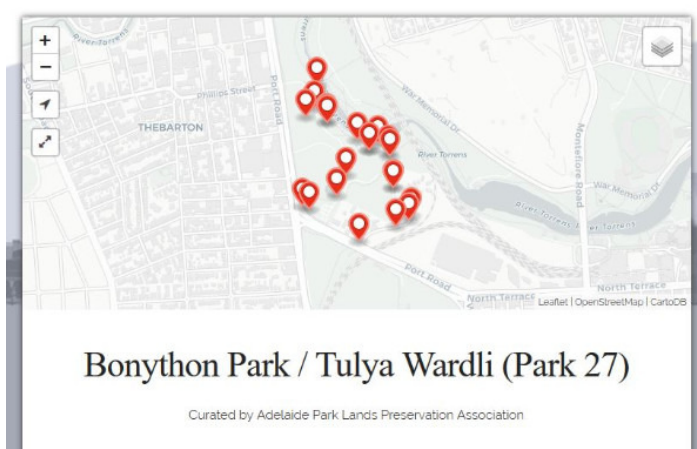 +
−
River Torrens
Phillips Street
THEBARTON
Port Road
War Memorial Dr
River Torrens
Montefiore Road
War Memorial Dr
River Torrens
Port Road
North Terrace
North Terrace
Leaflet | OpenStreetMap | CartoDB
Bonython Park / Tulya Wardli (Park 27)
Curated by Adelaide Park Lands Preservation Association